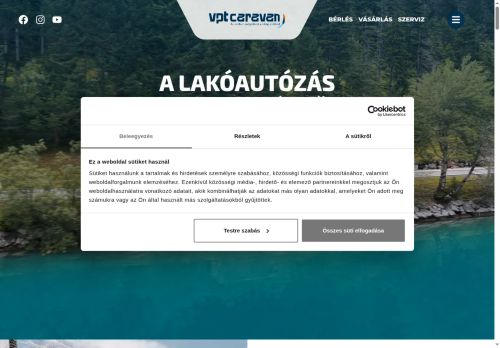 vptcaravan
BÉRLÉS VÁSÁRLÁS SZERVIZ
A LAKÓAUTÓZÁS
Cookiebot
by Usercentrics
Beleegyezés Részletek A sütikről
Ez a weboldal sütiket használ
Sütiket használunk a tartalmak és hirdetések személyre szabásához, közösségi funkciók biztosításához, valamint
weboldalforgalmunk elemzéséhez. Ezenkívül közösségi média-, hirdető- és elemező partnereinkkel megosztjuk az Ön
weboldalhasználatra vonatkozó adatait, akik kombinálhatják az adatokat más olyan adatokkal, amelyeket Ön adott meg
számukra vagy az Ön által használt más szolgáltatásokból gyűjtöttek.
Testre szabás
Összes süti elfogadása